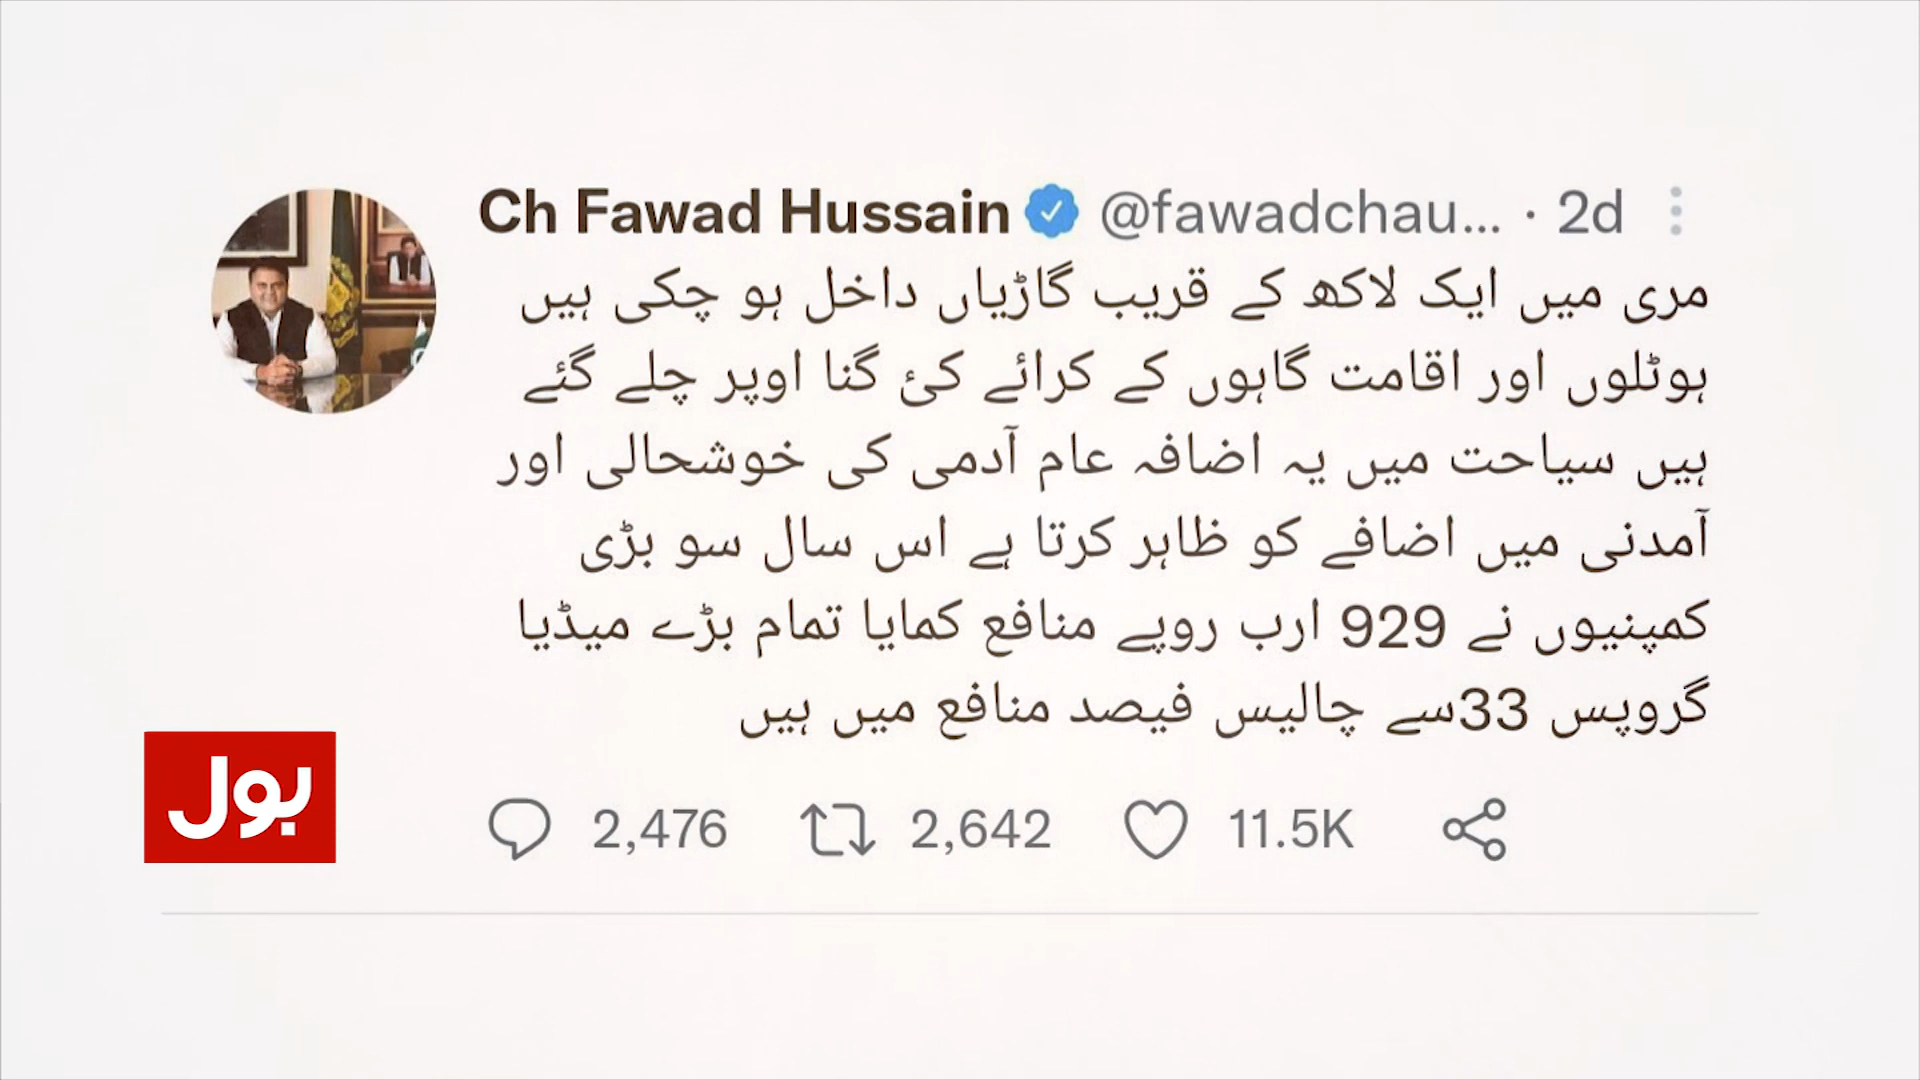 Ch Fawad Hussain @fawadchau... · 2d
مری میں ایک لاکھ کے قریب گاڑیاں داخل ہو چکی ہیں
ہوٹلوں اور اقامت گاہوں کے کرائے کئ گنا اوپر چلے گئے
ہیں سیاحت میں یہ اضافہ عام آدمی کی خوشحالی اور
آمدنی میں اضافے کو ظاہر کرتا ہے اس سال سو بڑی
کمپنیوں نے 929 ارب روپے منافع کمایا تمام بڑے میڈیا
گروپس 33سے چالیس فیصد منافع میں ہیں
بول
2,476 2,642 11.5K